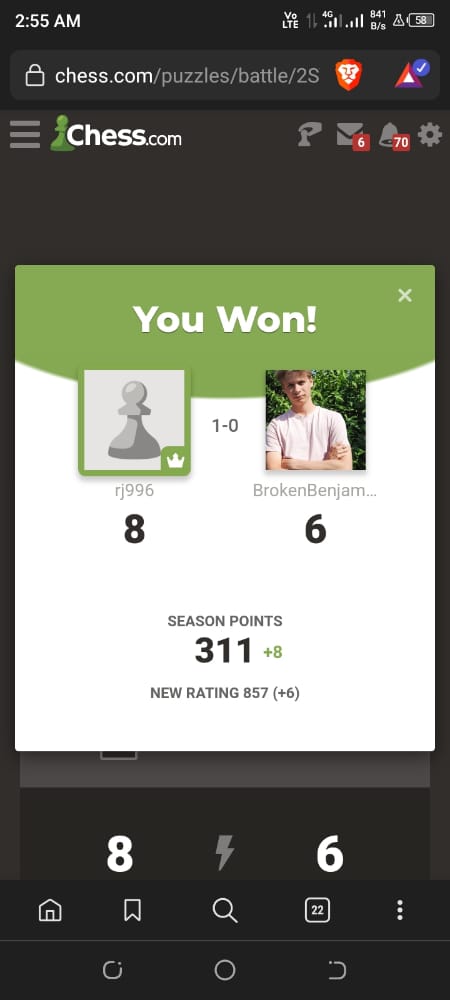 2:55 AM
Vo LTE 4G 841 B/s 58
chess.com/puzzles/battle/2S
Chess.com
6
70
You Won!
1-0
rj996
BrokenBenjam...
8
6
SEASON POINTS
311 +8
NEW RATING 857 (+6)
8
6
22